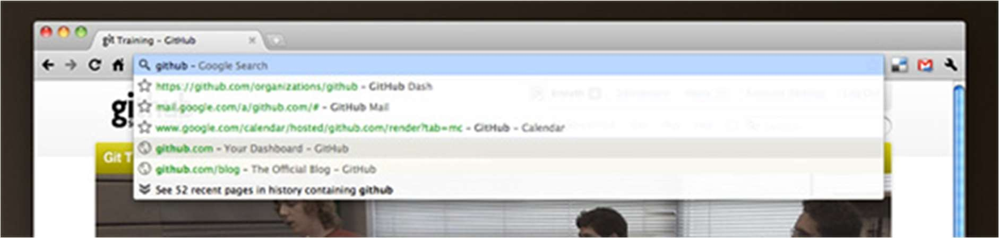 git Training - GitHub
github - Google Search
https://github.com/organizations/github - GitHub Dash
mail.google.com/a/github.com/# - GitHub Mail
www.google.com/calendar/hosted/github.com/render?tab=mc - GitHub - Calendar
github.com - Your Dashboard - GitHub
Git T
github.com/blog - The Official Blog - GitHub
See 52 recent pages in history containing github